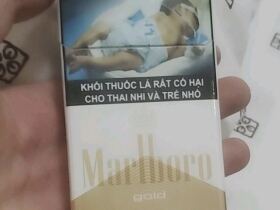 KHÓI THUỐC LÁ RẤT CÓ HẠI
CHO THAI NHI VÀ TRẺ NHỎ
Marlboro
gold